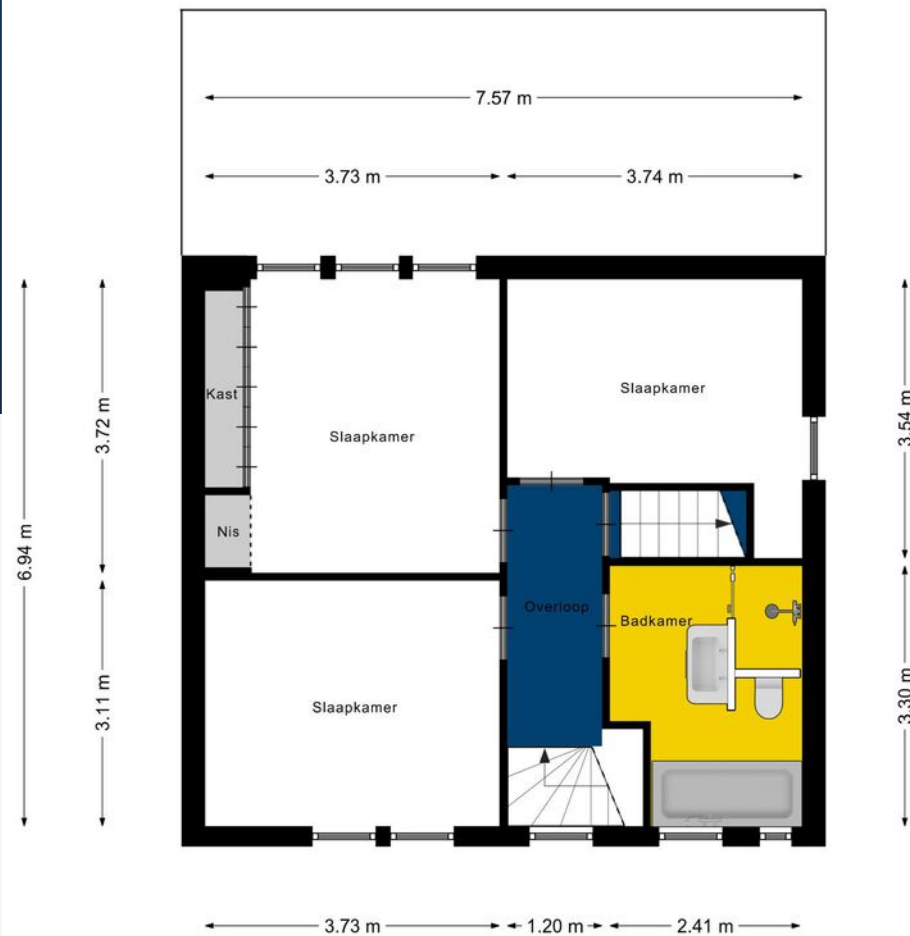 7.57 m
3.73 m
3.74 m
Slaapkamer
Kast
3.72 m
3.54 m
Slaapkamer
Nis
6.94 m
Overloop
Badkamer
3.11 m
3.30 m
Slaapkamer
3.73 m
1.20 m
2.41 m